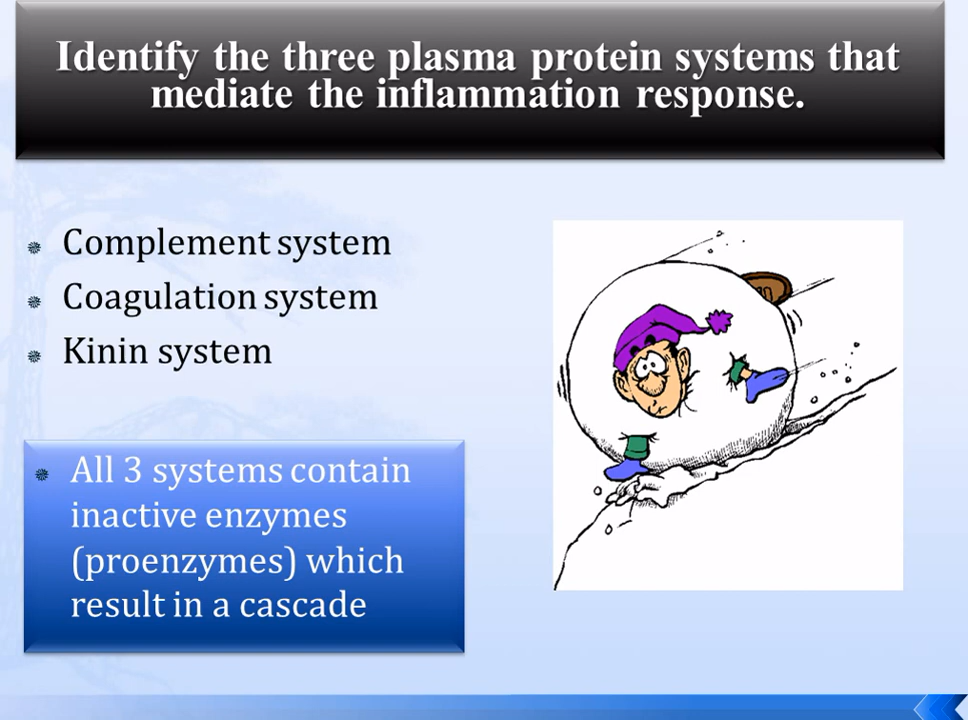 Identify the three plasma protein systems that
mediate the inflammation response.
Complement system
Coagulation system
Kinin system
All 3 systems contain
inactive enzymes
(proenzymes) which
result in a cascade